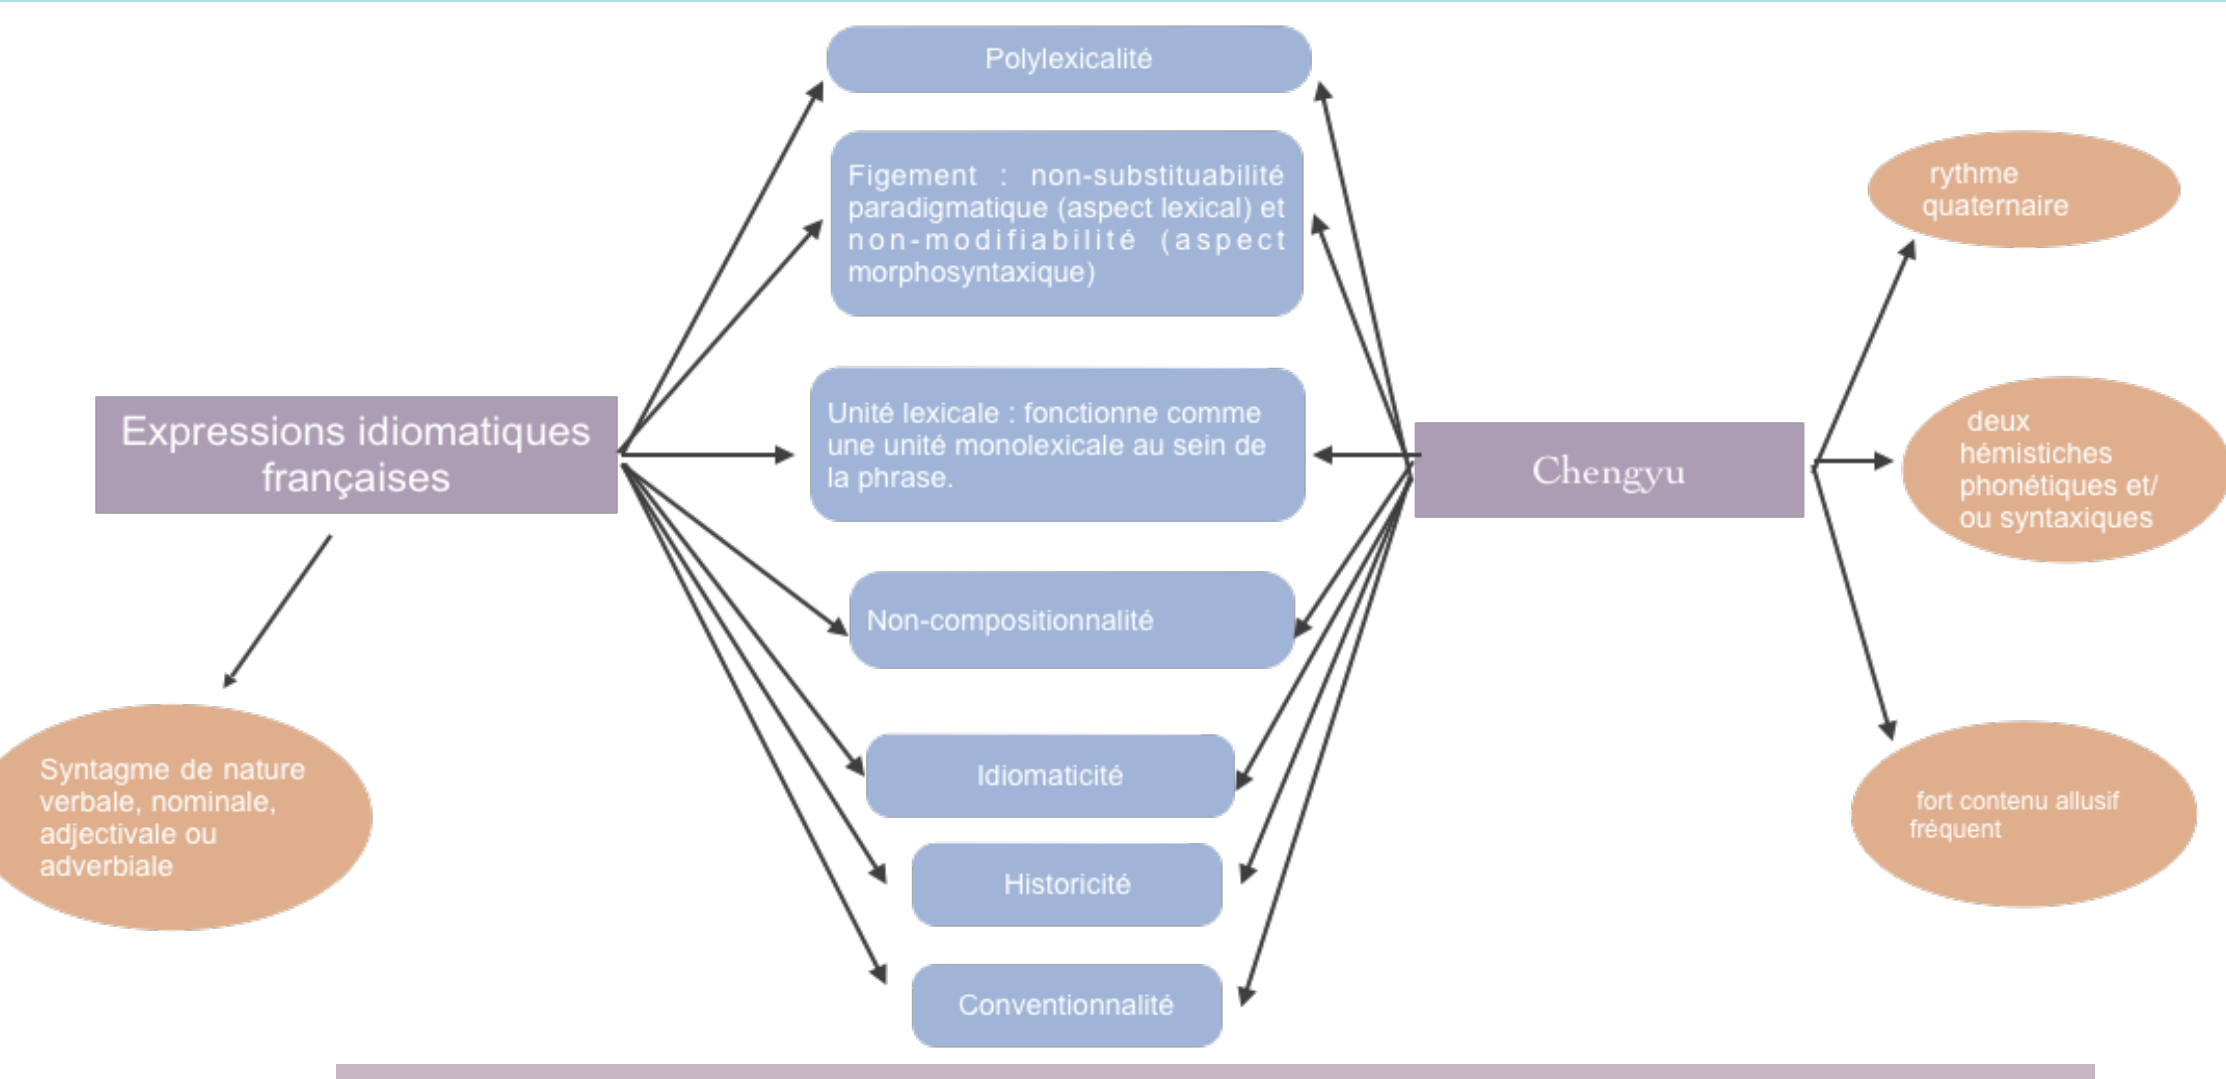 Polylexicalité
Figement : non-substituabilité
paradigmatique (aspect lexical) et
non-modifiabilité (aspect
morphosyntaxique)
Unité lexicale : fonctionne comme
une unité monolexicale au sein de
la phrase.
Non-compositionnalité
Idiomaticité
Historicité
Conventionnalité
Expressions idiomatiques
françaises
Syntagme de nature
verbale, nominale,
adjectivale ou
adverbiale
Chengyu
rythme
quaternaire
deux
hémistiches
phonétiques et/
ou syntaxiques
fort contenu allusif
fréquent